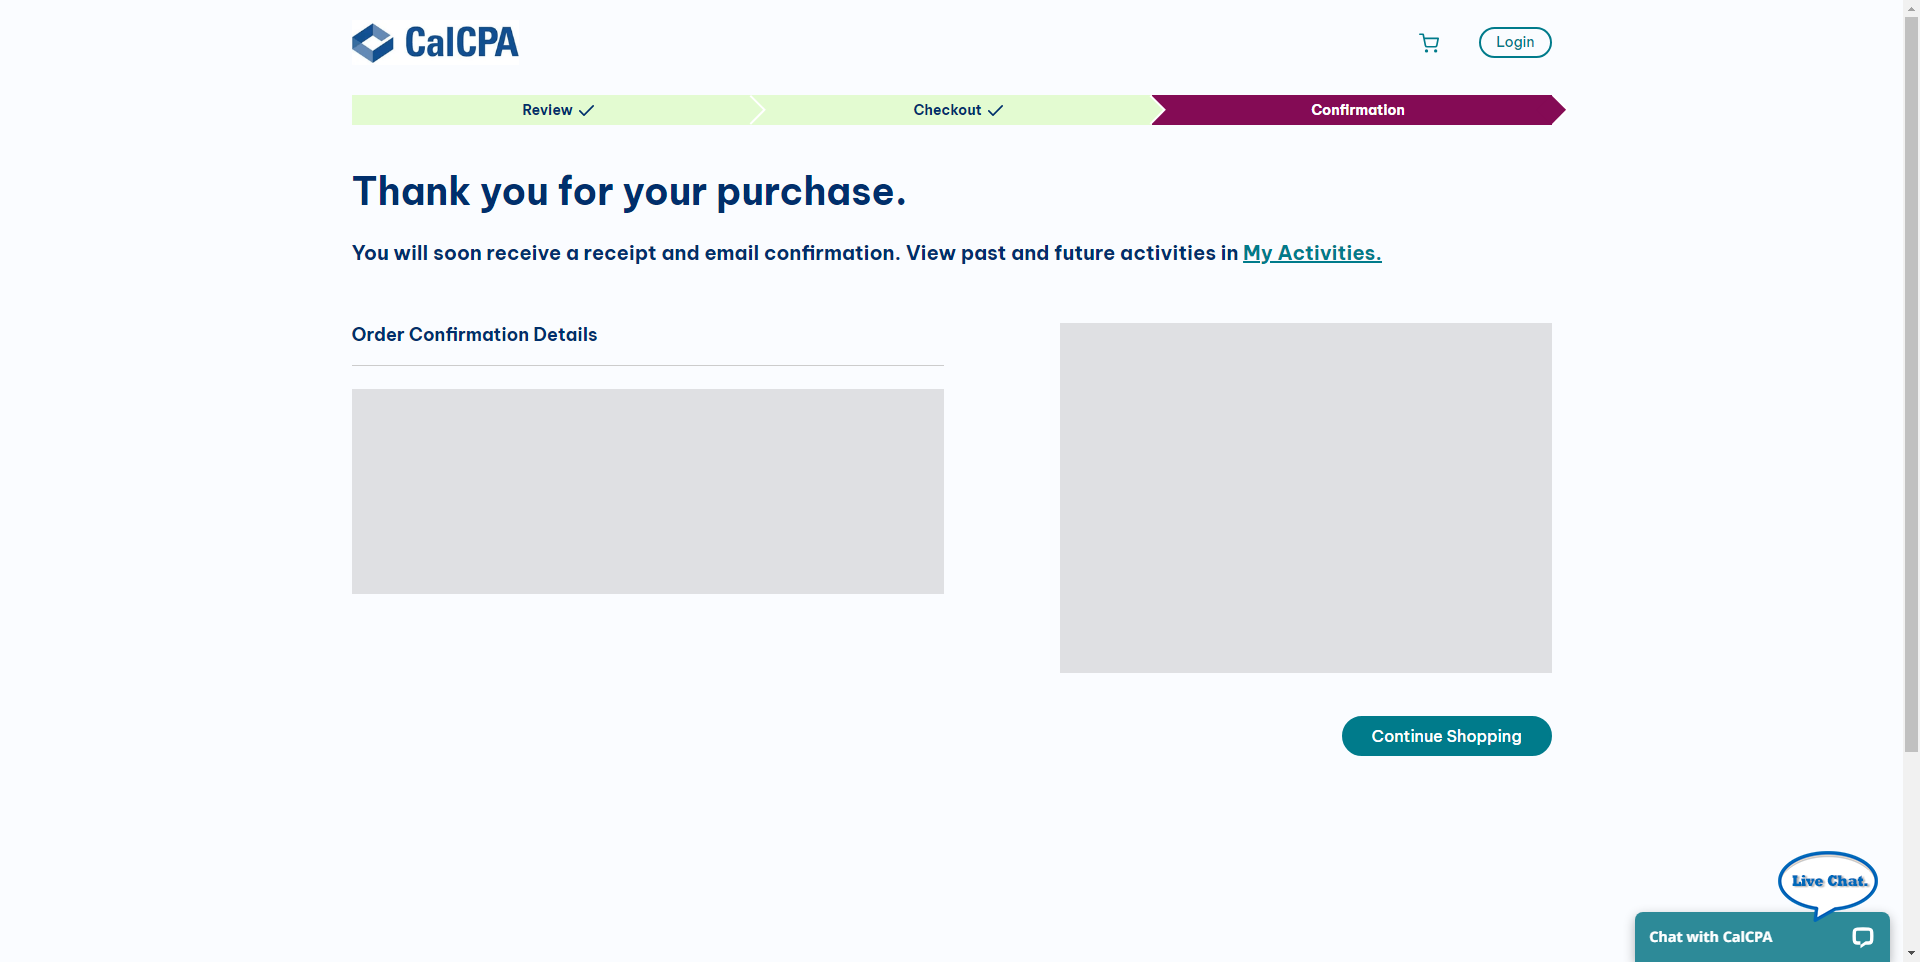 CalCPA
Login
Review
Checkout
Confirmation
Thank you for your purchase.
You will soon receive a receipt and email confirmation. View past and future activities in My Activities.
Order Confirmation Details
Continue Shopping
Live Chat.
Chat with CalCPA